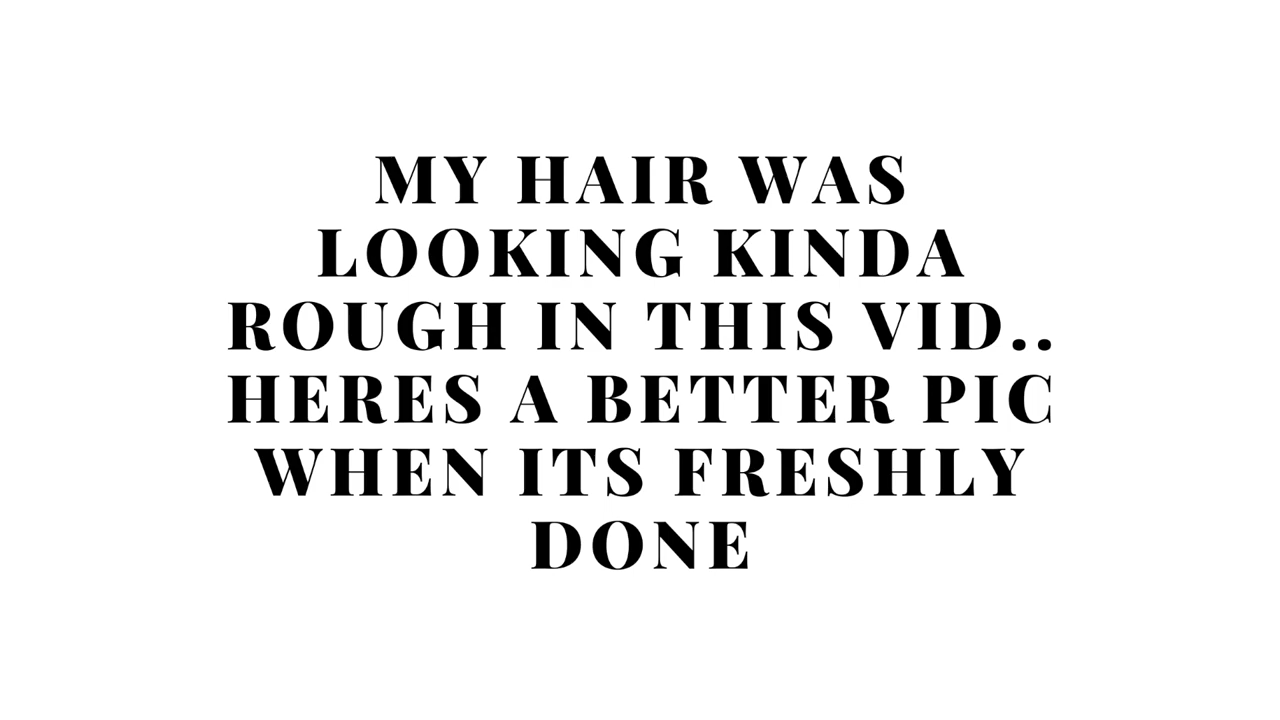 MY HAIR WAS
LOOKING KINDA
ROUGH IN THIS VID..
HERES A BETTER PIC
WHEN ITS FRESHLY
DONE